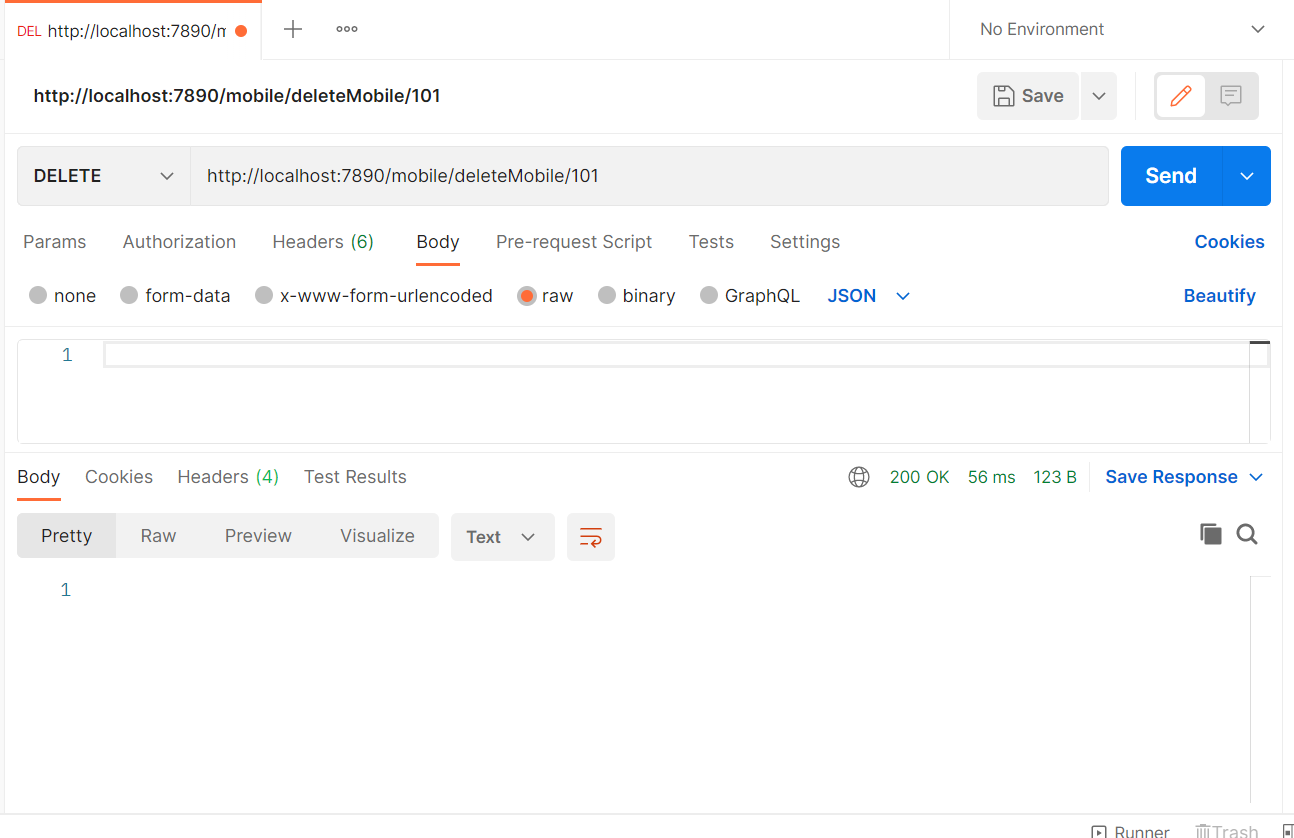 DEL http://localhost:7890/m
No Environment
http://localhost:7890/mobile/deleteMobile/101
Save
DELETE http://localhost:7890/mobile/deleteMobile/101 Send
Params Authorization Headers (6) Body Pre-request Script Tests Settings Cookies
none form-data x-www-form-urlencoded raw binary GraphQL JSON Beautify
1
Body Cookies Headers (4) Test Results 200 OK 56 ms 123 B Save Response
Pretty Raw Preview Visualize Text
1
Runner Trash